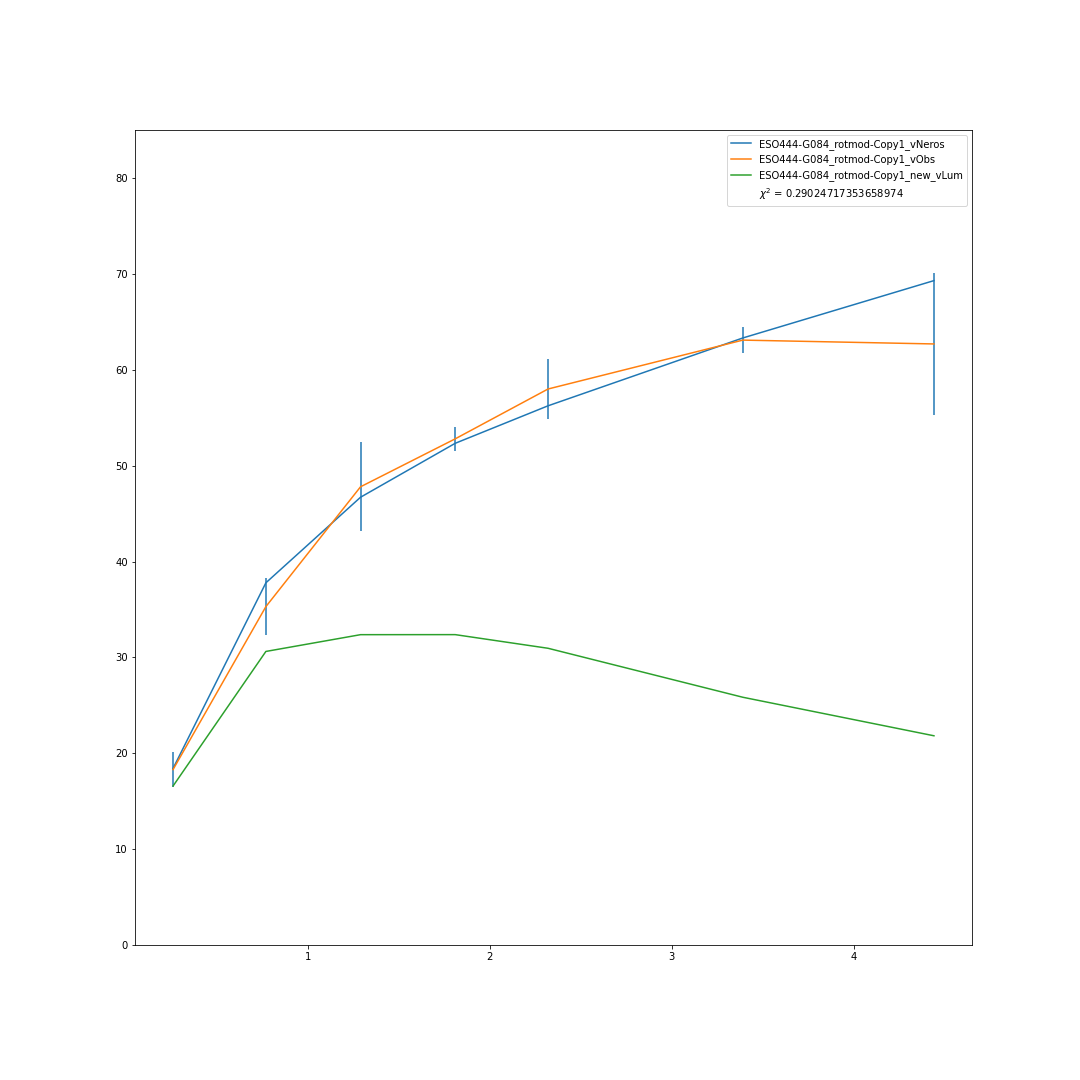 ESO444-G084_rotmod-Copy1_vNeros
ESO444-G084_rotmod-Copy1_vObs
ESO444-G084_rotmod-Copy1_new_vLum
χ² = 0.29024717353658974
80
70
60
50
40
30
20
10
0
1 2 3 4